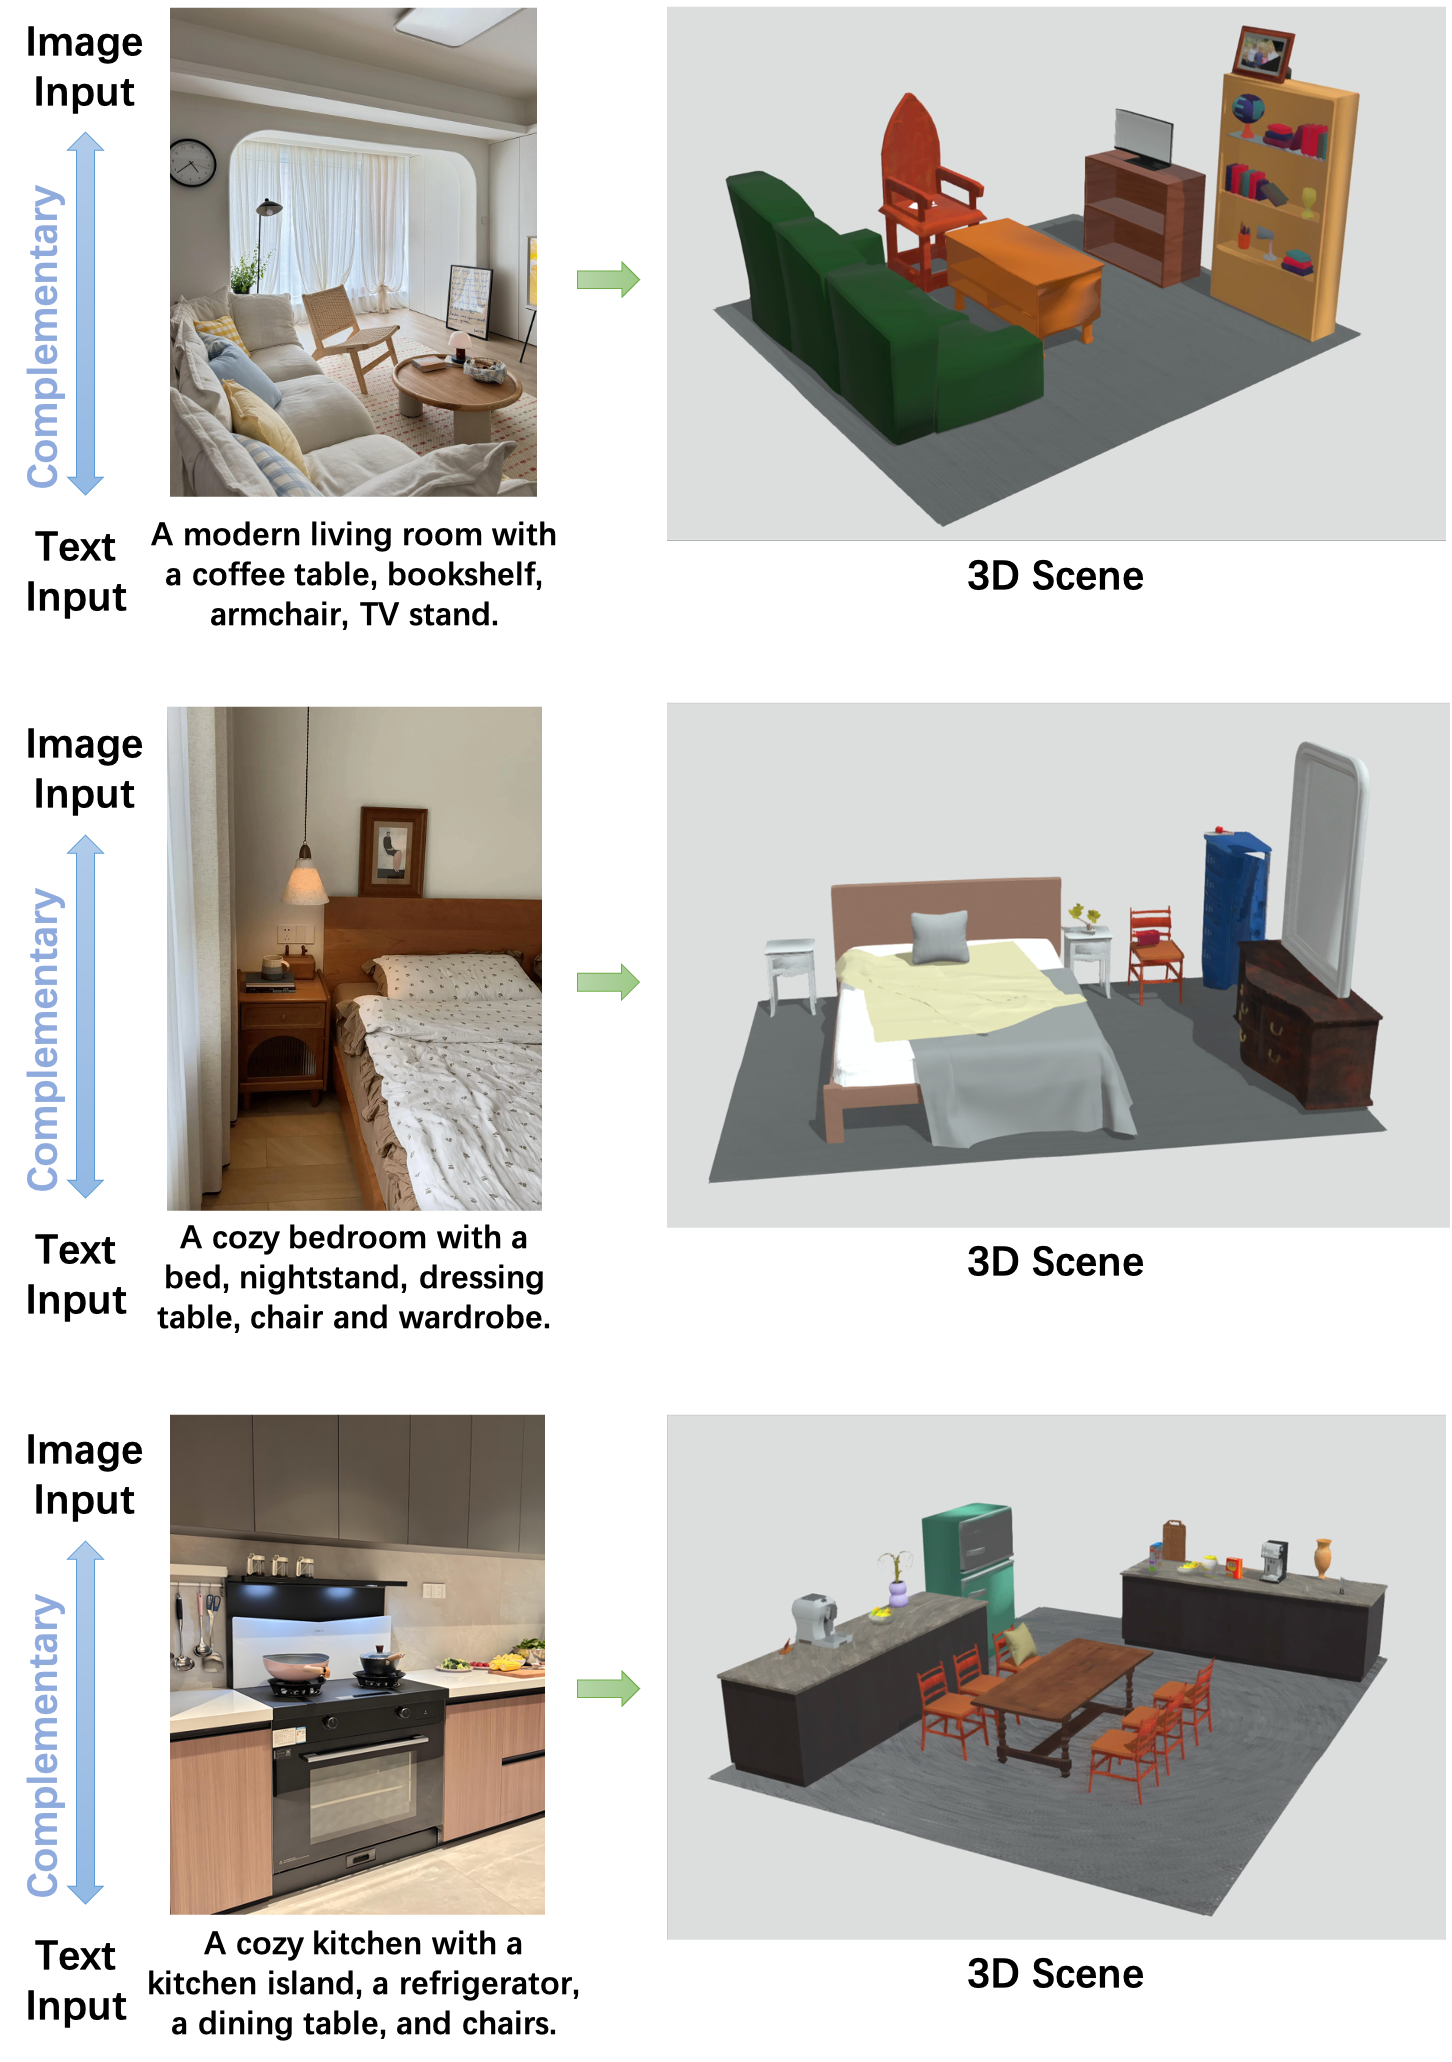 Image
Input
Complementary
Text
Input
A modern living room with
a coffee table, bookshelf,
armchair, TV stand.
3D Scene
Image
Input
Complementary
Text
Input
A cozy bedroom with a
bed, nightstand, dressing
table, chair and wardrobe.
3D Scene
Image
Input
Complementary
Text
Input
A cozy kitchen with a
kitchen island, a refrigerator,
a dining table, and chairs.
3D Scene